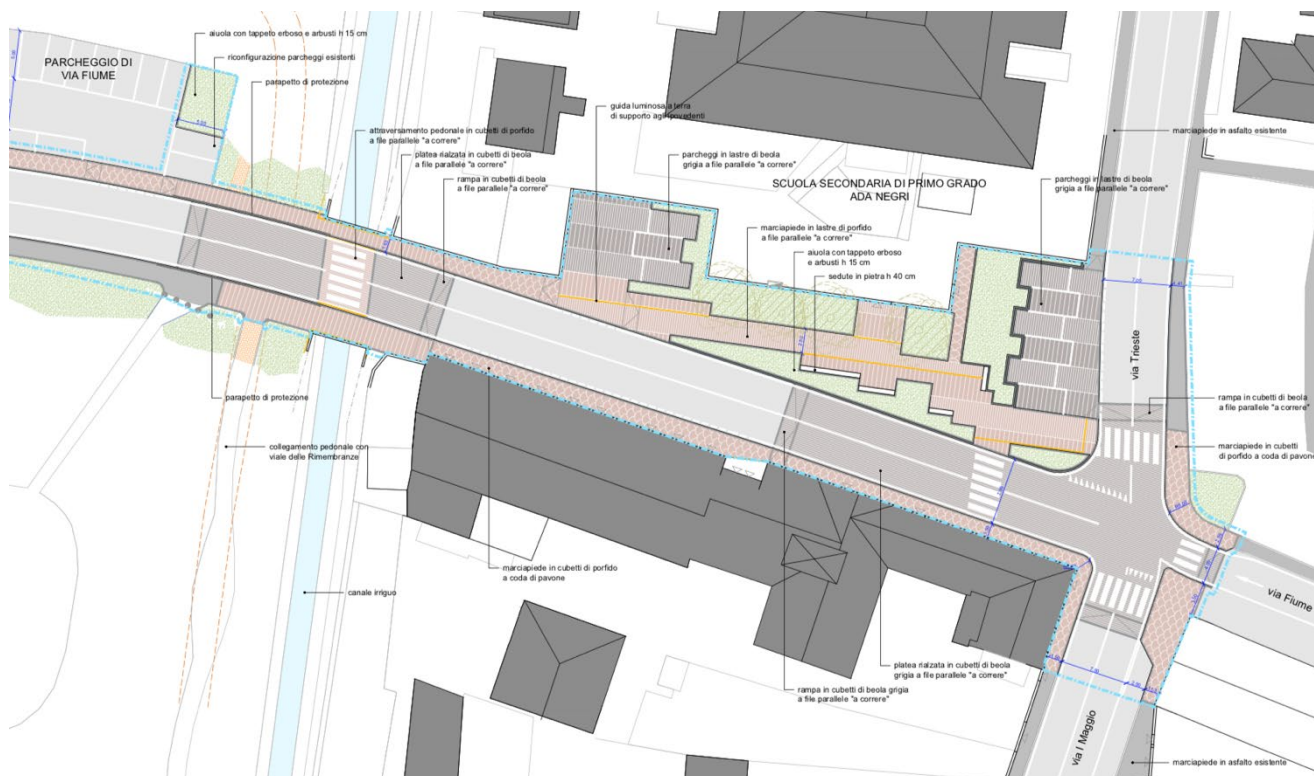 aiuola con tappeto erboso e arbusti h 15 cm
PARCHEGGIO DI
VIA FIUME
riconfigurazione parcheggi esistenti
parapetto di protezione
guida luminosa a terra
di supporto agli ipovedenti
attraversamento pedonale in cubetti di porfido
a file parallele "a correre"
marciapiede in asfalto esistente
platea rialzata in cubetti di beola
a file parallele "a correre"
parcheggi in lastre di beola
grigia a file parallele "a correre"
rampa in cubetti di beola
a file parallele "a correre"
SCUOLA SECONDARIA DI PRIMO GRADO
ADA NEGRI
parcheggi in lastre di beola
grigia a file parallele "a correre"
marciapiede in lastre di porfido
a file parallele "a correre"
aiuola con tappeto erboso
e arbusti h 15 cm
sedute in pietra h 40 cm
via Trieste
parapetto di protezione
rampa in cubetti di beola
a file parallele "a correre"
collegamento pedonale con
viale delle Rimembranze
marciapiede in cubetti
di porfido a coda di pavone
marciapiede in cubetti di porfido
a coda di pavone
canale irriguo
via Fiume
platea rialzata in cubetti di beola
grigia a file parallele "a correre"
rampa in cubetti di beola grigia
a file parallele "a correre"
via I Maggio
marciapiede in asfalto esistente